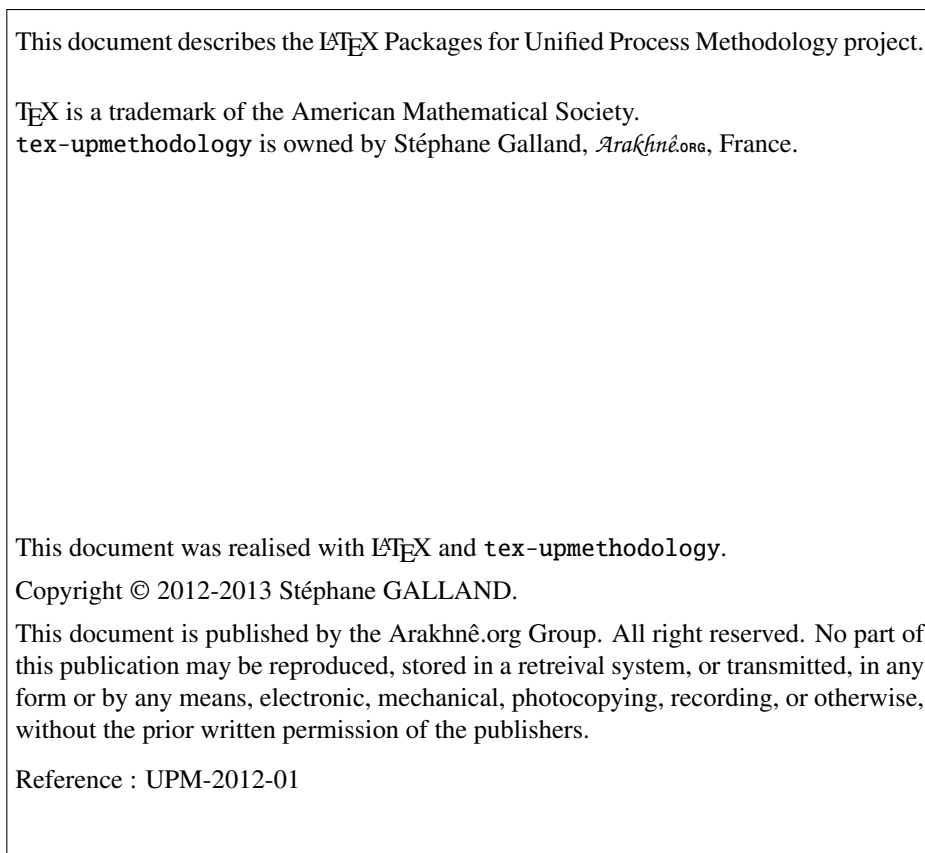 This document describes the LATEX Packages for Unified Process Methodology project.
TEX is a trademark of the American Mathematical Society.
tex-upmethodology is owned by Stéphane Galland, Arakhnê.ORG, France.
This document was realised with LATEX and tex-upmethodology.
Copyright © 2012-2013 Stéphane GALLAND.
This document is published by the Arakhnê.org Group. All right reserved. No part of
this publication may be reproduced, stored in a retreival system, or transmitted, in any
form or by any means, electronic, mechanical, photocopying, recording, or otherwise,
without the prior written permission of the publishers.
Reference : UPM-2012-01